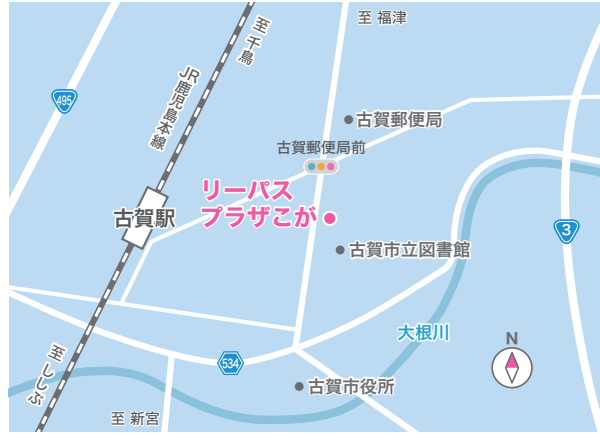 至 福津
至 千鳥
495
JR鹿児島本線
古賀郵便局
古賀郵便局前
リーパス
プラザこが
古賀駅
3
古賀市立図書館
大根川
N
534
至 ししぶ
古賀市役所
至 新宮